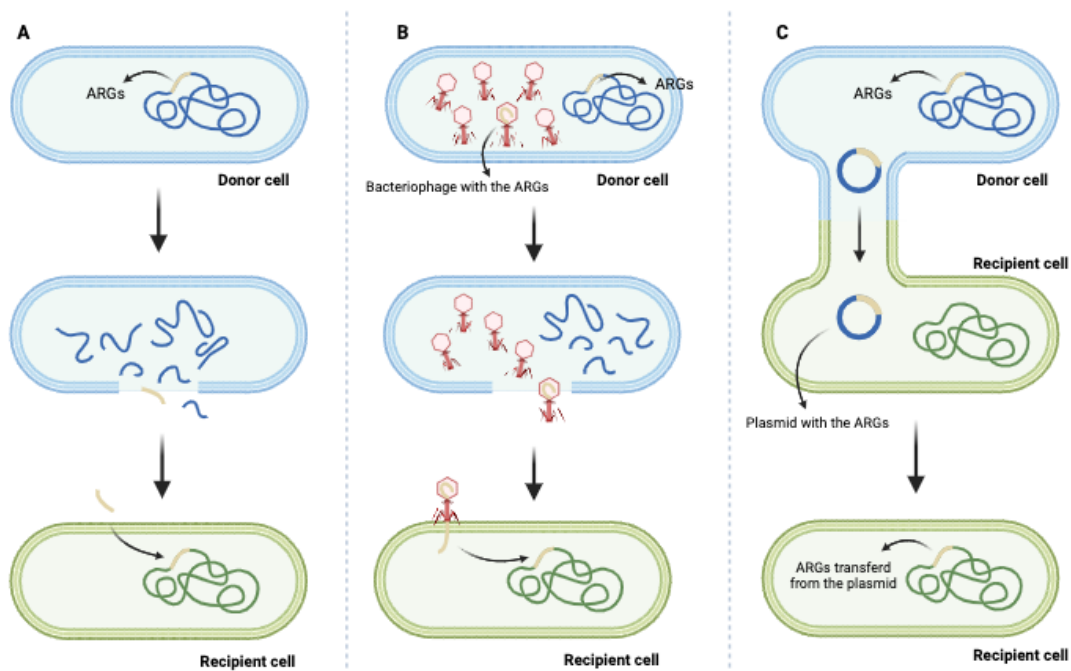 A
ARGs
Donor cell
Recipient cell
B
ARGs
Bacteriophage with the ARGs
Donor cell
Recipient cell
C
ARGs
Donor cell
Recipient cell
Plasmid with the ARGs
ARGs transferd
from the plasmid
Recipient cell